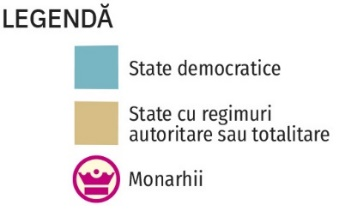 LEGENDĂ
State democratice
State cu regimuri
autoritare sau totalitare
Monarhii